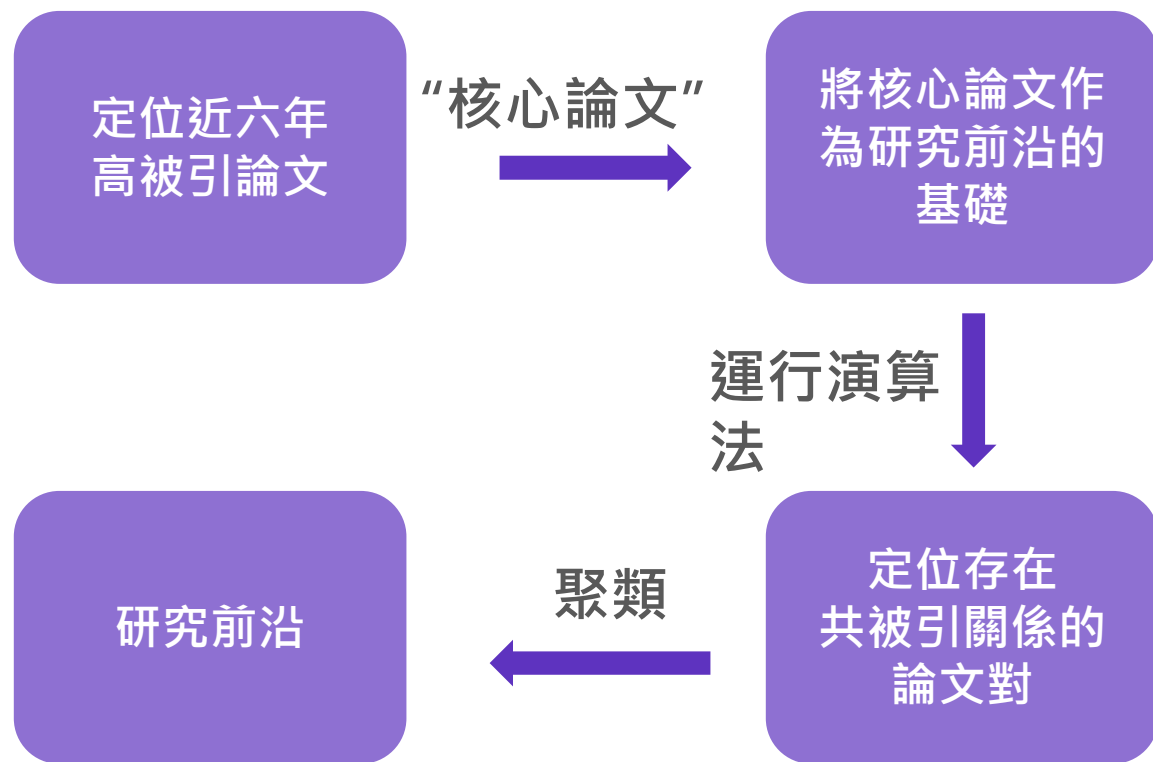 定位近六年
高被引論文
“核心論文”
將核心論文作
為研究前沿的
基礎
運行演算
法
定位存在
共被引關係的
論文對
聚類
研究前沿